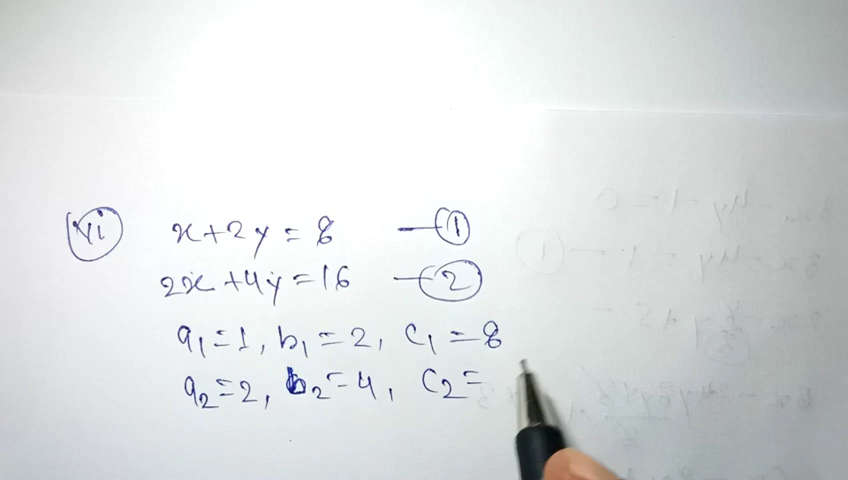 (vi) x+2y=8 —(1)
2x+4y=16 —(2)
a₁=1, b₁=2, c₁=8
a₂=2, b₂=4, c₂=